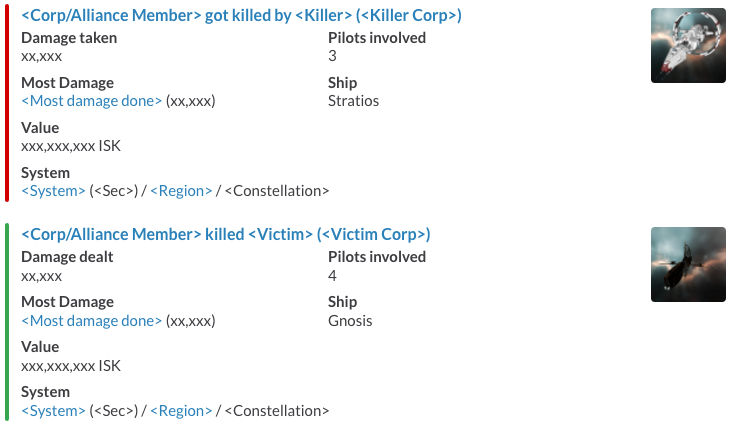 <Corp/Alliance Member> got killed by <Killer> (<Killer Corp>)
Damage taken Pilots involved
xx,xxx 3
Most Damage Ship
<Most damage done> (xx,xxx) Stratios
Value
xxx,xxx,xxx ISK
System
<System> (<Sec>) / <Region> / <Constellation>
<Corp/Alliance Member> killed <Victim> (<Victim Corp>)
Damage dealt Pilots involved
xx,xxx 4
Most Damage Ship
<Most damage done> (xx,xxx) Gnosis
Value
xxx,xxx,xxx ISK
System
<System> (<Sec>) / <Region> / <Constellation>